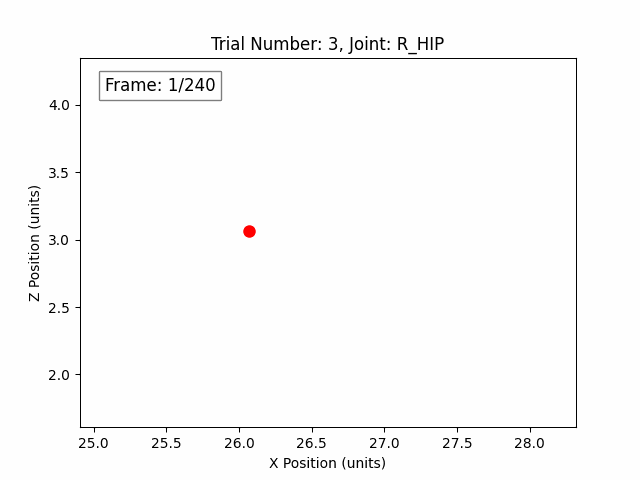 Trial Number: 3, Joint: R_HIP
Frame: 1/240
4.0
3.5
3.0
2.5
2.0
Z Position (units)
25.0 25.5 26.0 26.5 27.0 27.5 28.0
X Position (units)